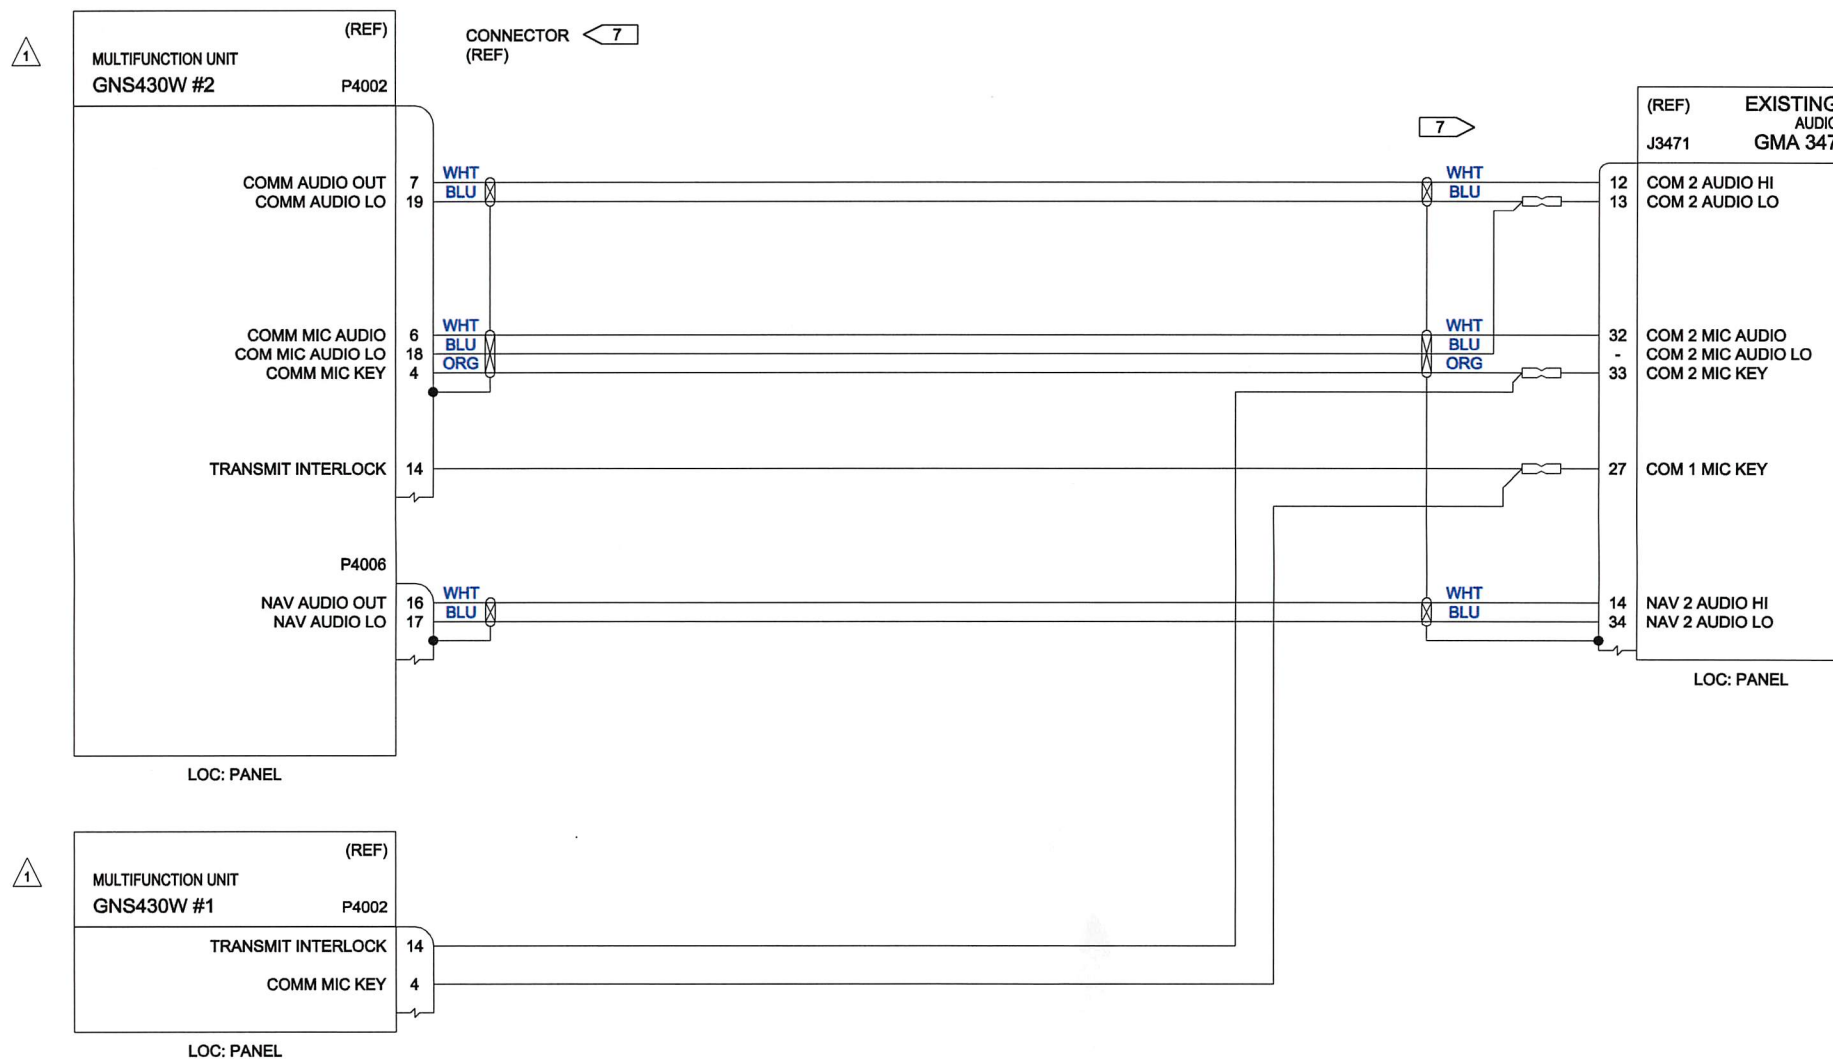 1
(REF)
MULTIFUNCTION UNIT
GNS430W #2 P4002
CONNECTOR 7
(REF)
7
(REF) EXISTING
AUDIO
J3471 GMA 347
COMM AUDIO OUT 7 WHT WHT 12 COM 2 AUDIO HI
COMM AUDIO LO 19 BLU BLU 13 COM 2 AUDIO LO
COMM MIC AUDIO 6 WHT WHT 32 COM 2 MIC AUDIO
COM MIC AUDIO LO 18 BLU BLU - COM 2 MIC AUDIO LO
COMM MIC KEY 4 ORG ORG 33 COM 2 MIC KEY
TRANSMIT INTERLOCK 14 27 COM 1 MIC KEY
P4006
NAV AUDIO OUT 16 WHT WHT 14 NAV 2 AUDIO HI
NAV AUDIO LO 17 BLU BLU 34 NAV 2 AUDIO LO
LOC: PANEL
LOC: PANEL
1
(REF)
MULTIFUNCTION UNIT
GNS430W #1 P4002
TRANSMIT INTERLOCK 14
COMM MIC KEY 4
LOC: PANEL